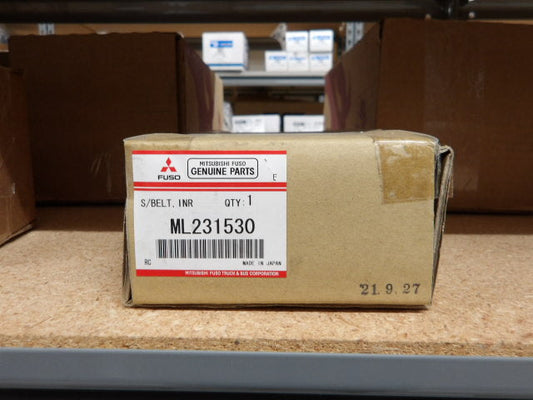 FUSO
MITSUBISHI FUSO
GENUINE PARTS
E
S/BELT, INR QTY:1
ML231530
RC MADE IN JAPAN
MITSUBISHI FUSO TRUCK & BUS CORPORATION
21.9.27